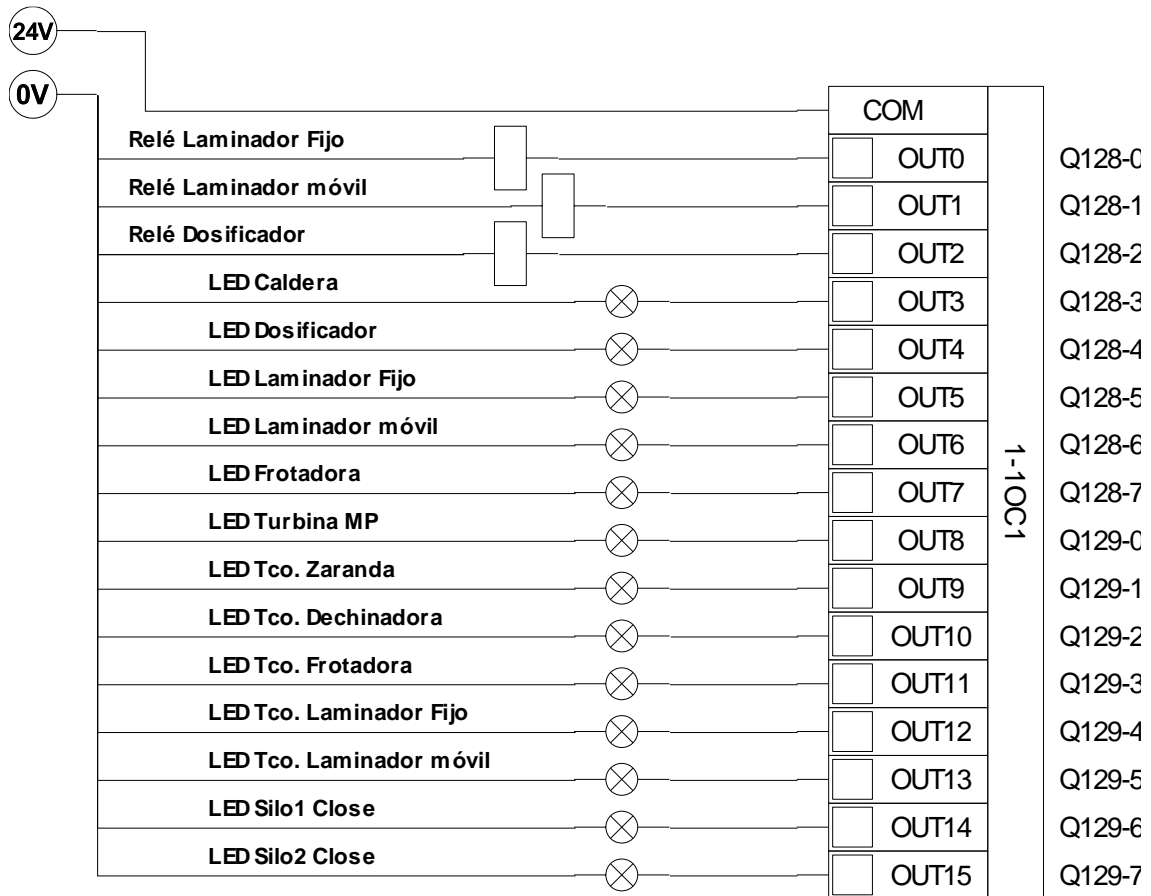 24V
0V
COM
Relé Laminador Fijo OUT0 Q128-0
Relé Laminador móvil OUT1 Q128-1
Relé Dosificador OUT2 Q128-2
LED Caldera OUT3 Q128-3
LED Dosificador OUT4 Q128-4
LED Laminador Fijo OUT5 Q128-5
LED Laminador móvil OUT6 Q128-6
LED Frotadora OUT7 Q128-7
LED Turbina MP OUT8 Q129-0
LED Tco. Zaranda OUT9 Q129-1
LED Tco. Dechinadora OUT10 Q129-2
LED Tco. Frotadora OUT11 Q129-3
LED Tco. Laminador Fijo OUT12 Q129-4
LED Tco. Laminador móvil OUT13 Q129-5
LED Silo1 Close OUT14 Q129-6
LED Silo2 Close OUT15 Q129-7
1-1OC1